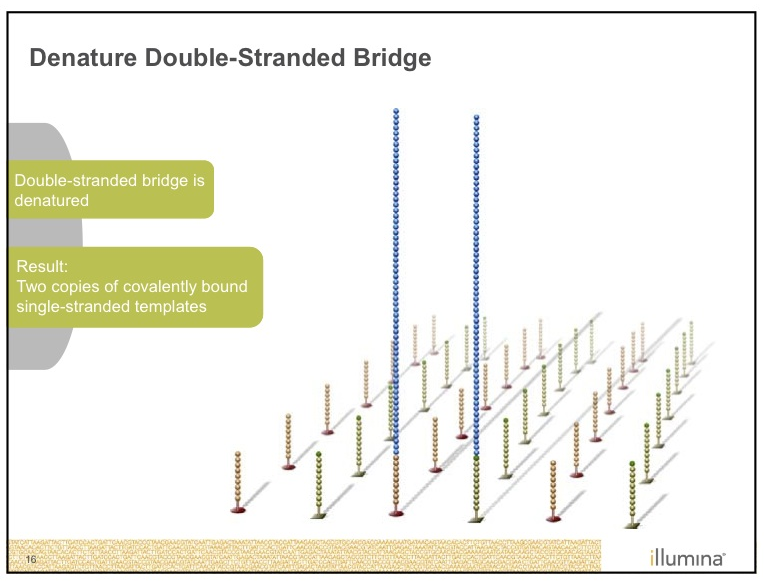 Denature Double-Stranded Bridge
Double-stranded bridge is
denatured
Result:
Two copies of covalently bound
single-stranded templates
16
illumina